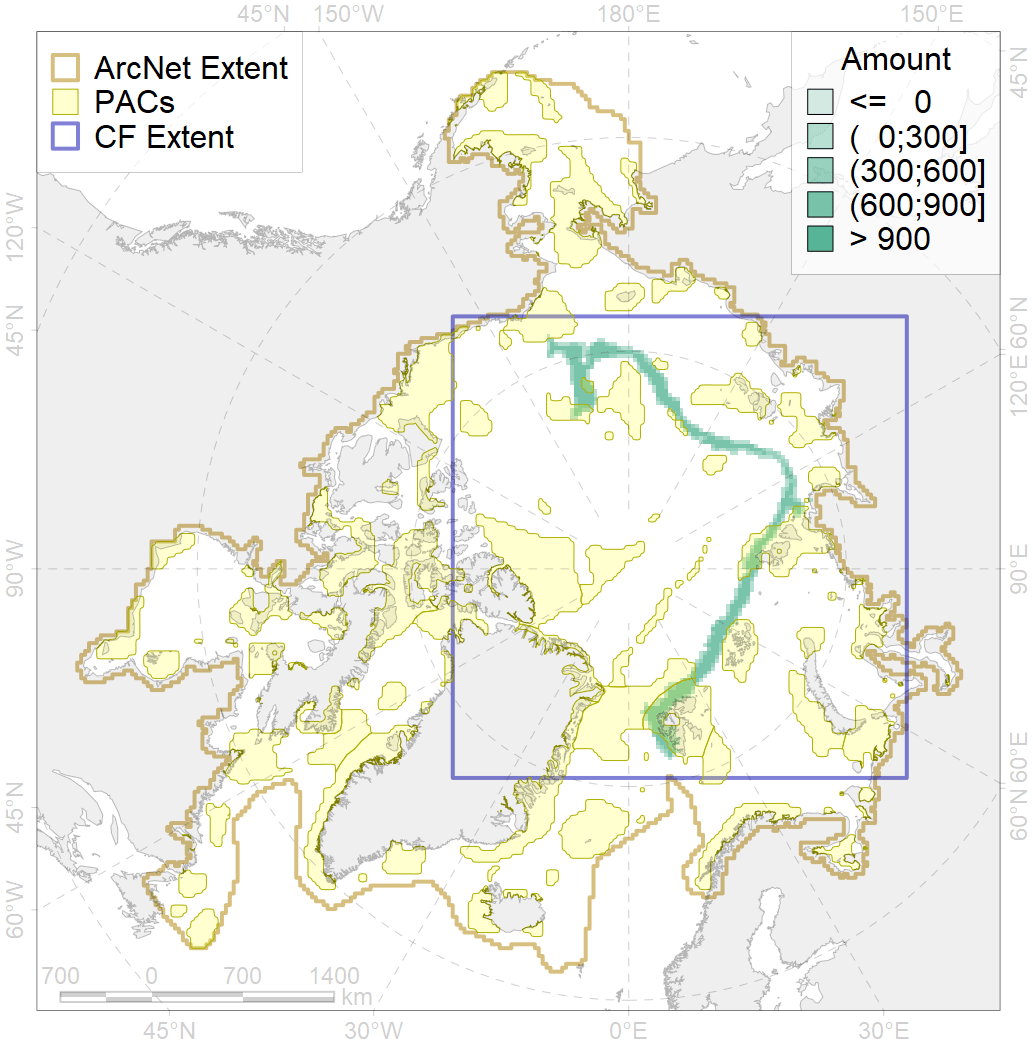 45°N 150°W 180°E 150°E
ArcNet Extent
PACs
CF Extent
Amount
<= 0
( 0;300]
(300;600]
(600;900]
> 900
45°N
120°W
45°N
60°N
120°E
90°W
90°E
45°N
60°E
60°N
60°W
700 0 700 1400
km
45°N 30°W 0°E 30°E